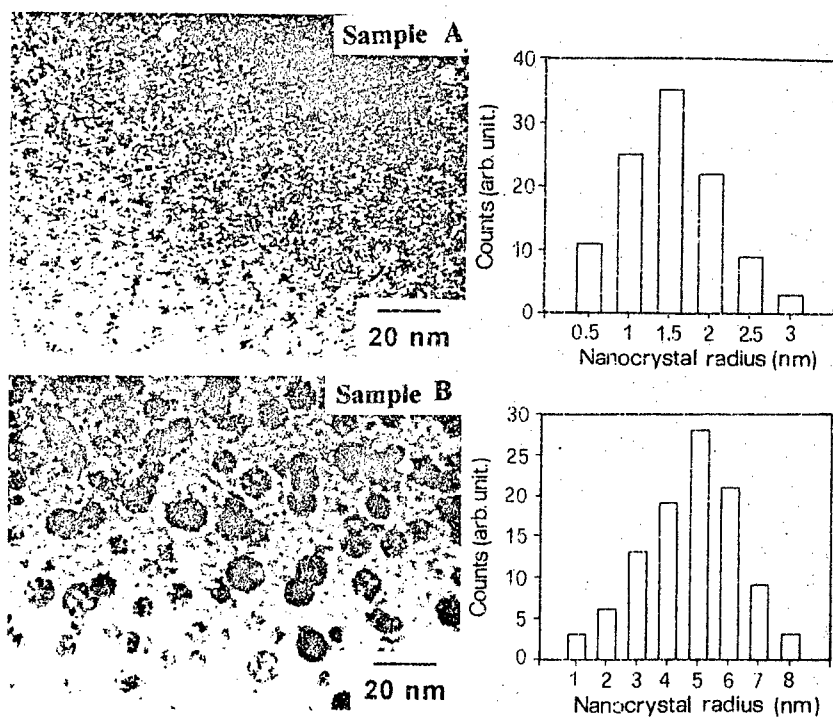 Sample A
20 nm
40
30
20
10
0
Counts (arb. unit.)
0.5 1 1.5 2 2.5 3
Nanocrystal radius (nm)
Sample B
20 nm
30
25
20
15
10
5
0
Counts (arb. unit.)
1 2 3 4 5 6 7 8
Nanocrystal radius (nm)